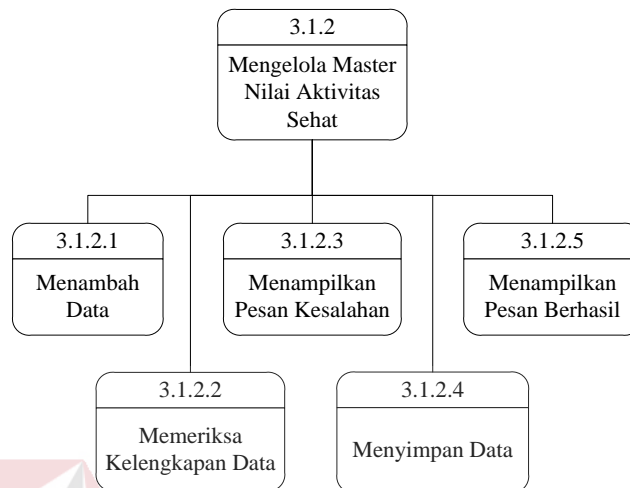 3.1.2
Mengelola Master
Nilai Aktivitas
Sehat
3.1.2.1
Menambah
Data
3.1.2.3
Menampilkan
Pesan Kesalahan
3.1.2.5
Menampilkan
Pesan Berhasil
3.1.2.2
Memeriksa
Kelengkapan Data
3.1.2.4
Menyimpan Data